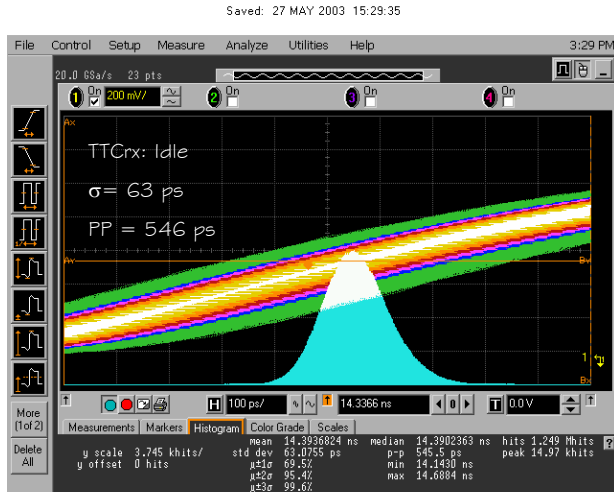 Saved: 27 MAY 2003 15:29:35
File Control Setup Measure Analyze Utilities Help 3:29 PM
20.0 GSa/s 23 pts
1 On 200 mV/ 2 On 3 On 4 On
Ax
TTCrx: Idle
σ= 63 ps
PP = 546 ps
Ay By
1
Bx
More
(1of 2)
Delete
All
H 100 ps/ 14.3366 ns 0 T 0.0 V
Measurements Markers Histogram Color Grade Scales
mean 14.3936824 ns median 14.3902363 ns hits 1.249 Mhits ?
y scale 3.745 khits/ std dev 63.0755 ps p-p 545.5 ps peak 14.97 khits
y offset 0 hits μ±1σ 69.5% min 14.1430 ns
μ±2σ 95.4% max 14.6884 ns
μ±3σ 99.6%